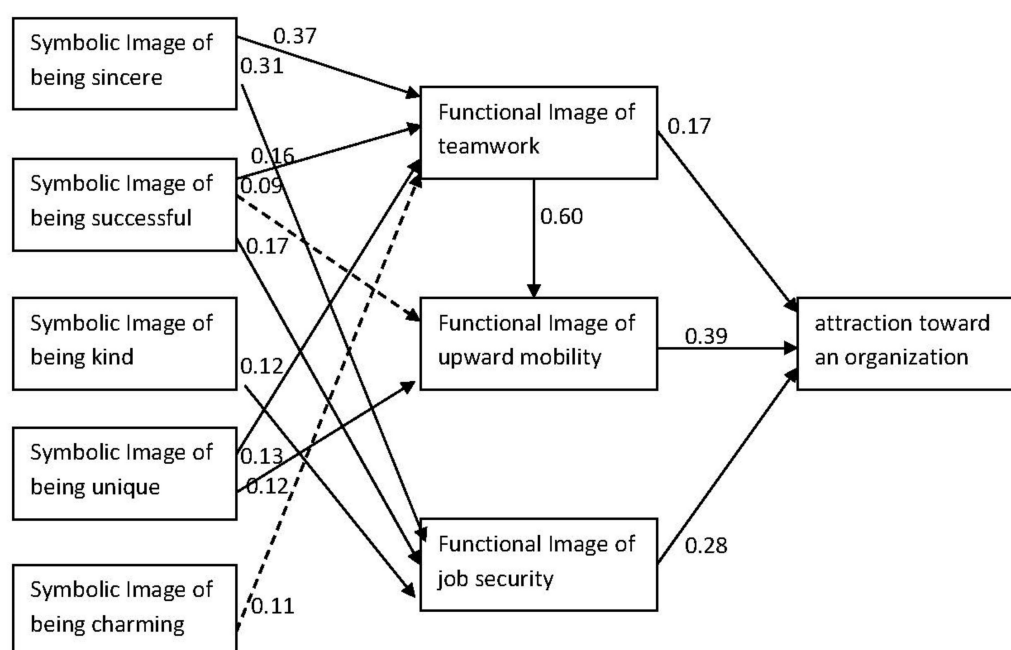 Symbolic Image of
being sincere
0.37
0.31
Functional Image of
teamwork
0.17
Symbolic Image of
being successful
0.16
0.09
0.17
0.60
Symbolic Image of
being kind
0.12
Functional Image of
upward mobility
0.39
attraction toward
an organization
Symbolic Image of
being unique
0.13
0.12
Functional Image of
job security
0.28
Symbolic Image of
being charming
0.11